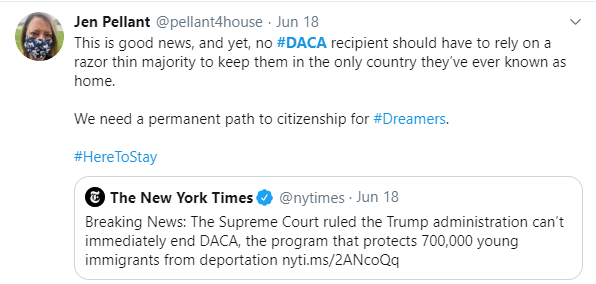 Jen Pellant @pellant4house · Jun 18
This is good news, and yet, no #DACA recipient should have to rely on a
razor thin majority to keep them in the only country they've ever known as
home.
We need a permanent path to citizenship for #Dreamers.
#HereToStay
The New York Times @nytimes · Jun 18
Breaking News: The Supreme Court ruled the Trump administration can't
immediately end DACA, the program that protects 700,000 young
immigrants from deportation nyti.ms/2ANcoQq